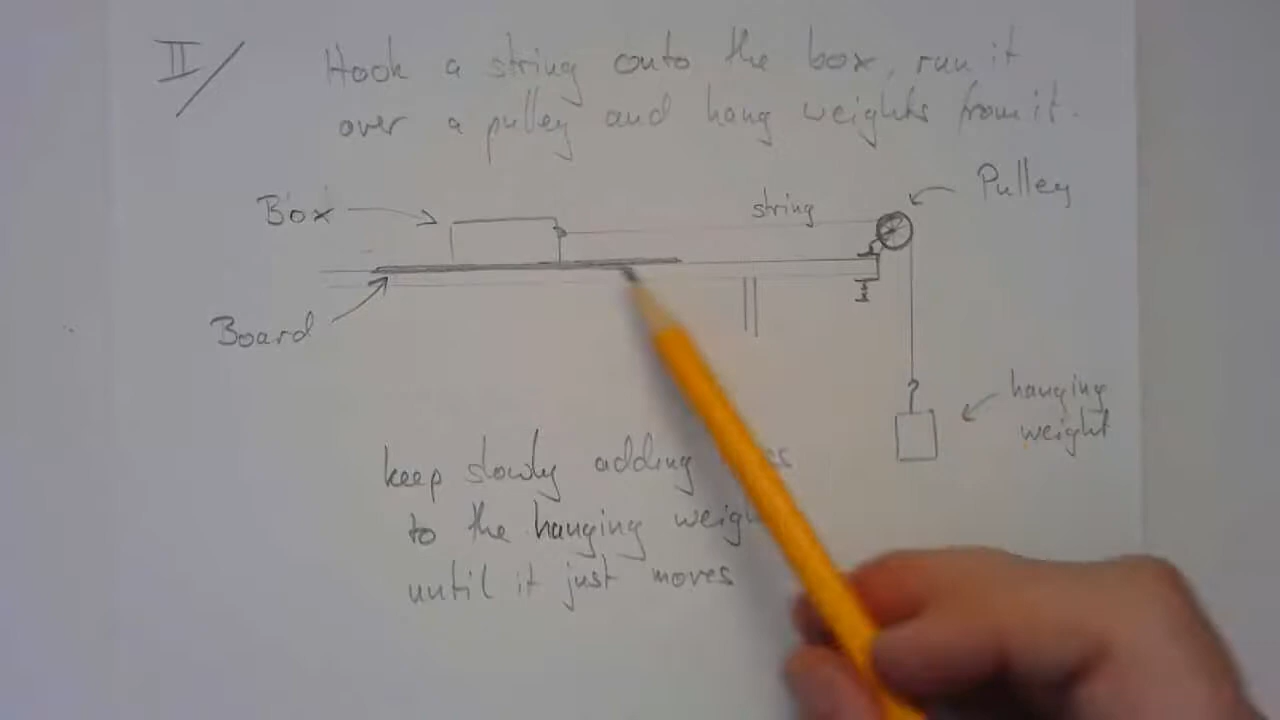 II/ Hook a string onto the box, run it
over a pulley and hang weights from it.
Pulley
Box
string
Board
hanging
weight
keep slowly adding
to the hanging
until it just moves